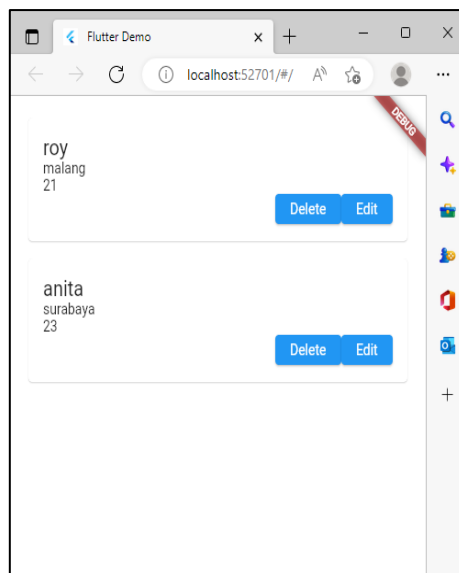 Flutter Demo
localhost:52701/#/
DEBUG
roy
malang
21
Delete Edit
anita
surabaya
23
Delete Edit